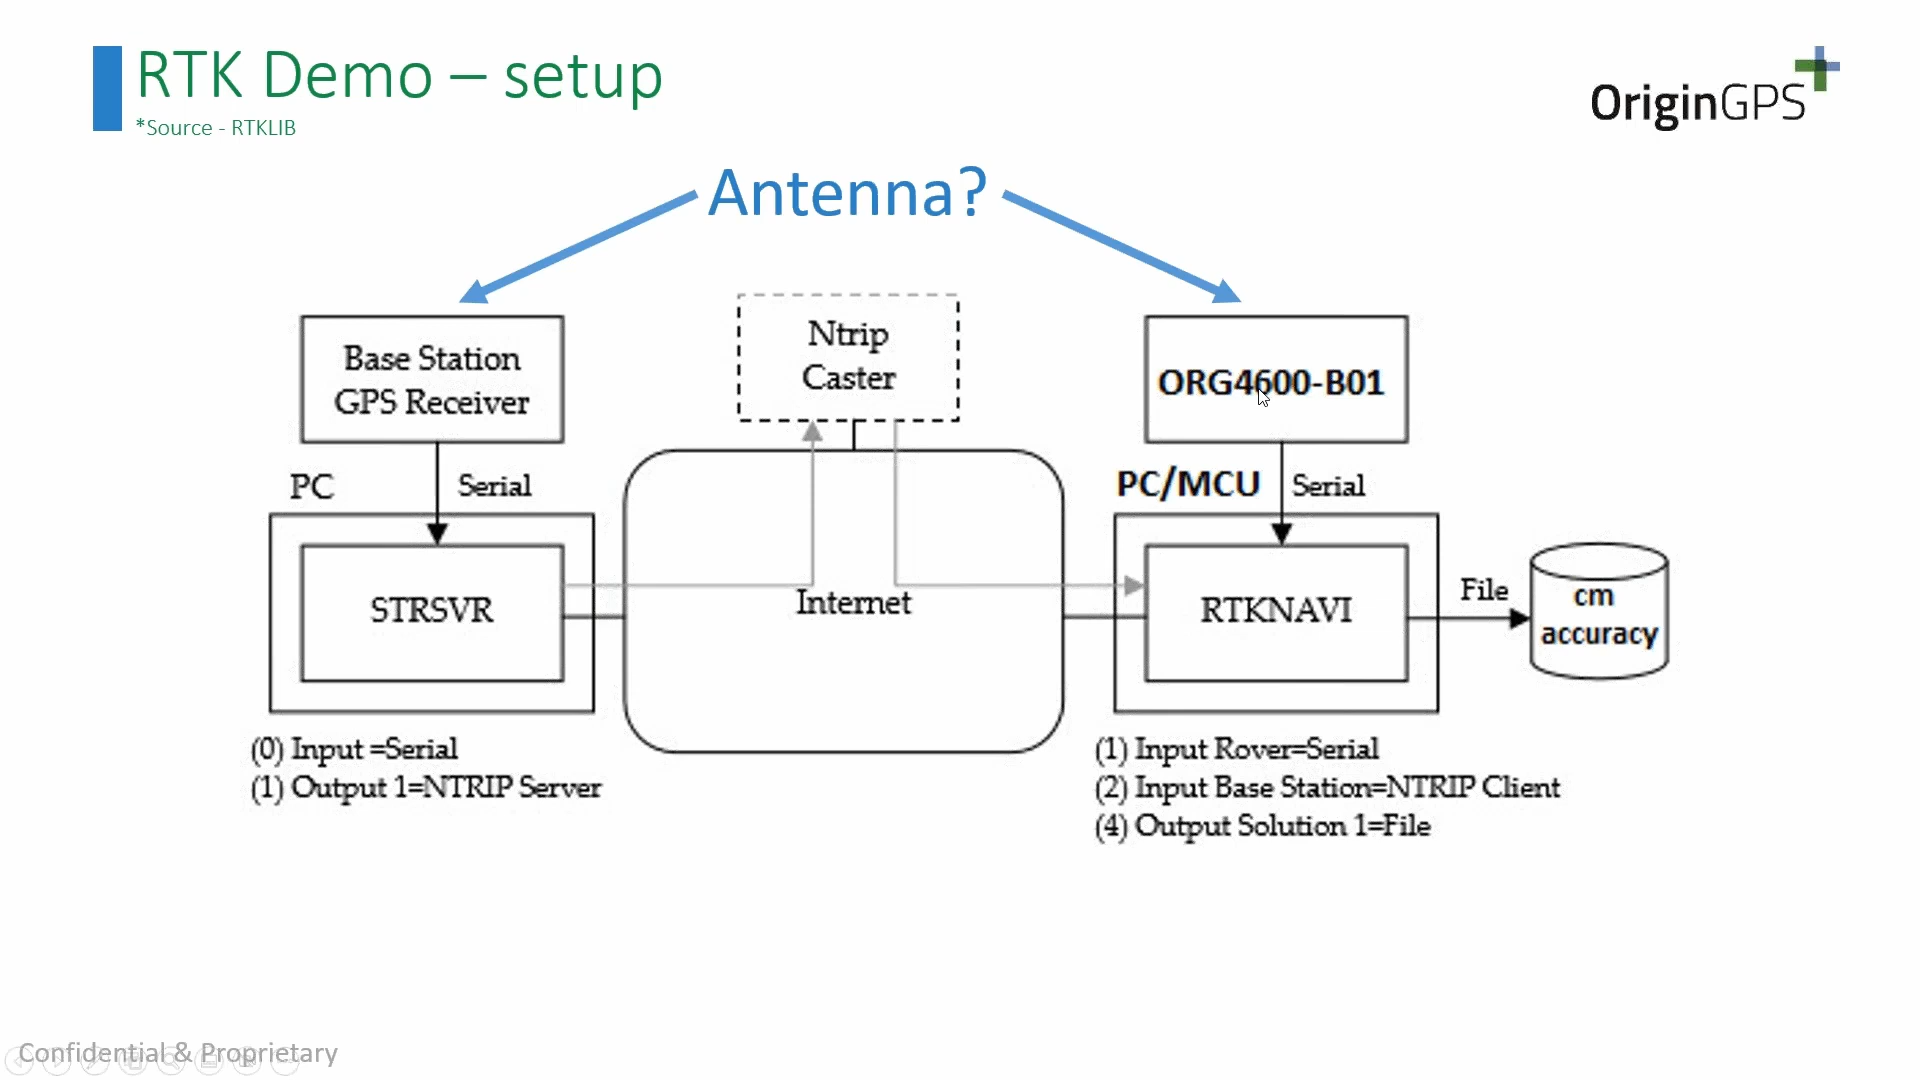 RTK Demo – setup
*Source - RTKLIB
OriginGPS
Antenna?
Base Station
GPS Receiver
Ntrip
Caster
ORG4600-B01
PC
Serial
PC/MCU
Serial
STRSVR
Internet
RTKNAVI
File
cm
accuracy
(0) Input =Serial
(1) Output 1=NTRIP Server
(1) Input Rover=Serial
(2) Input Base Station=NTRIP Client
(4) Output Solution 1=File
Confidential & Proprietary